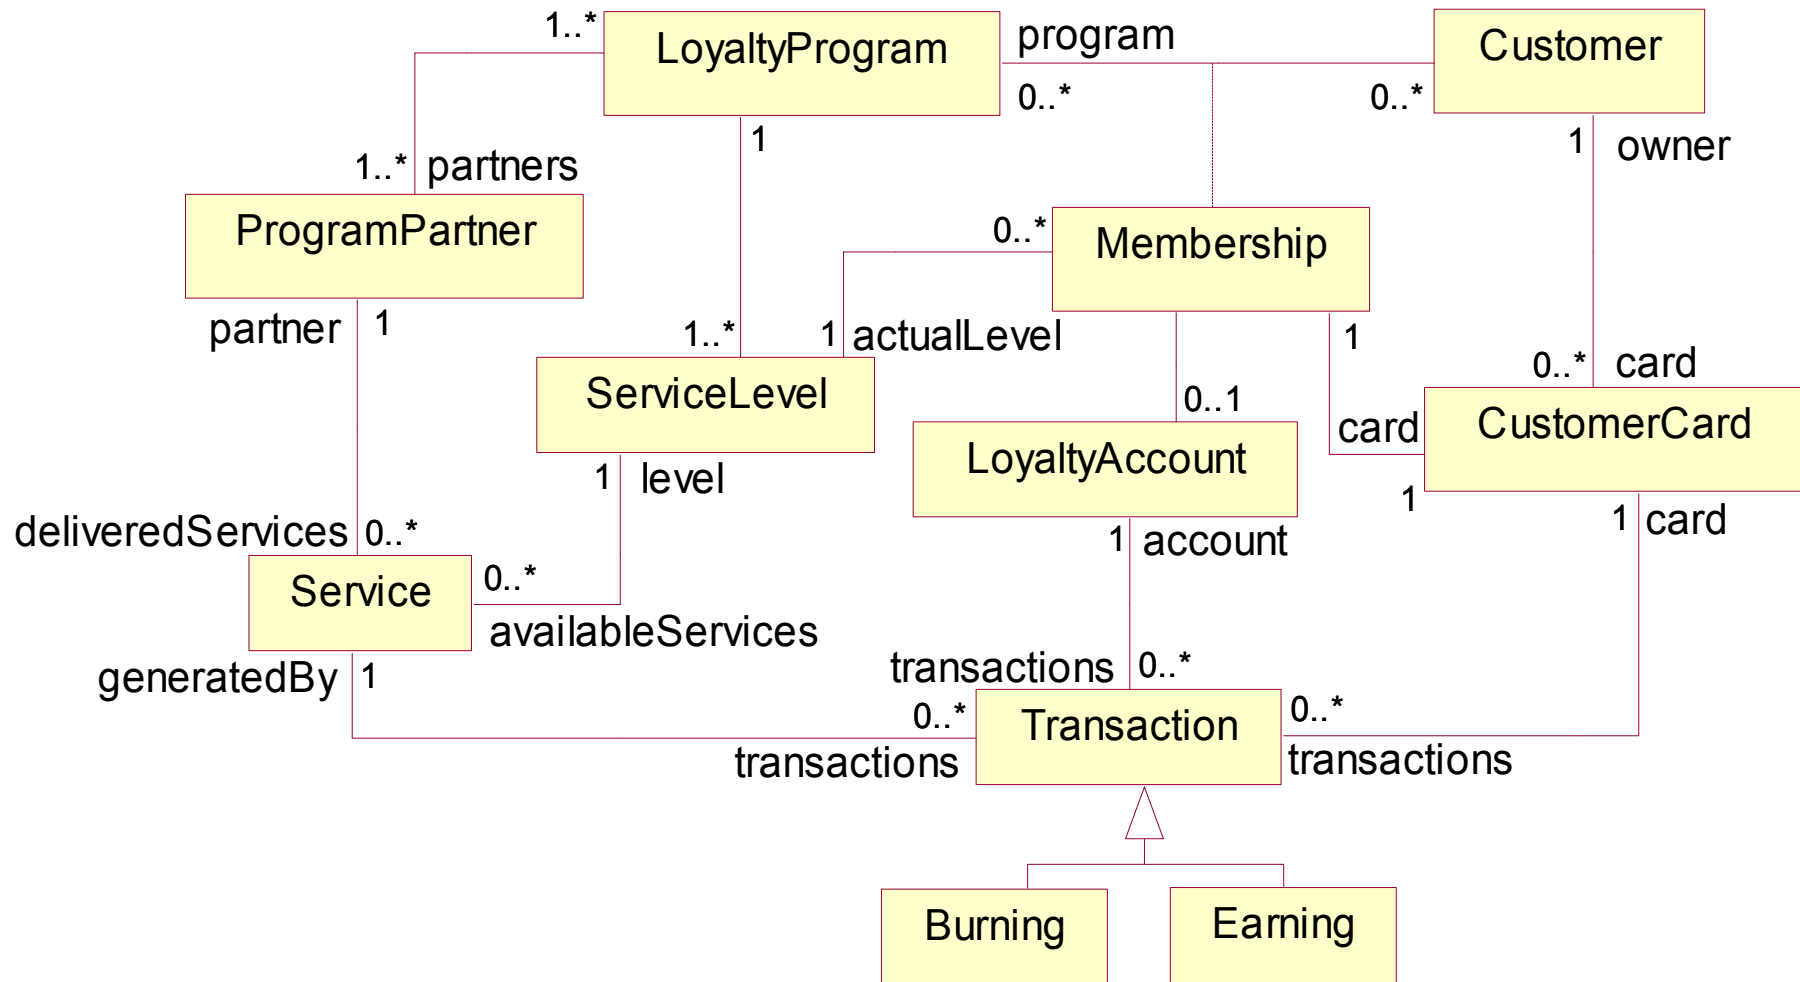 1..*
LoyaltyProgram
program
Customer
0..*
0..*
1
1
owner
1..*
partners
ProgramPartner
0..*
Membership
partner
1
1..*
1
actualLevel
1
0..*
card
ServiceLevel
0..1
card
CustomerCard
LoyaltyAccount
1
level
1
1
card
deliveredServices
0..*
1
account
Service
0..*
availableServices
generatedBy
1
transactions
0..*
0..*
Transaction
0..*
transactions
transactions
Burning
Earning